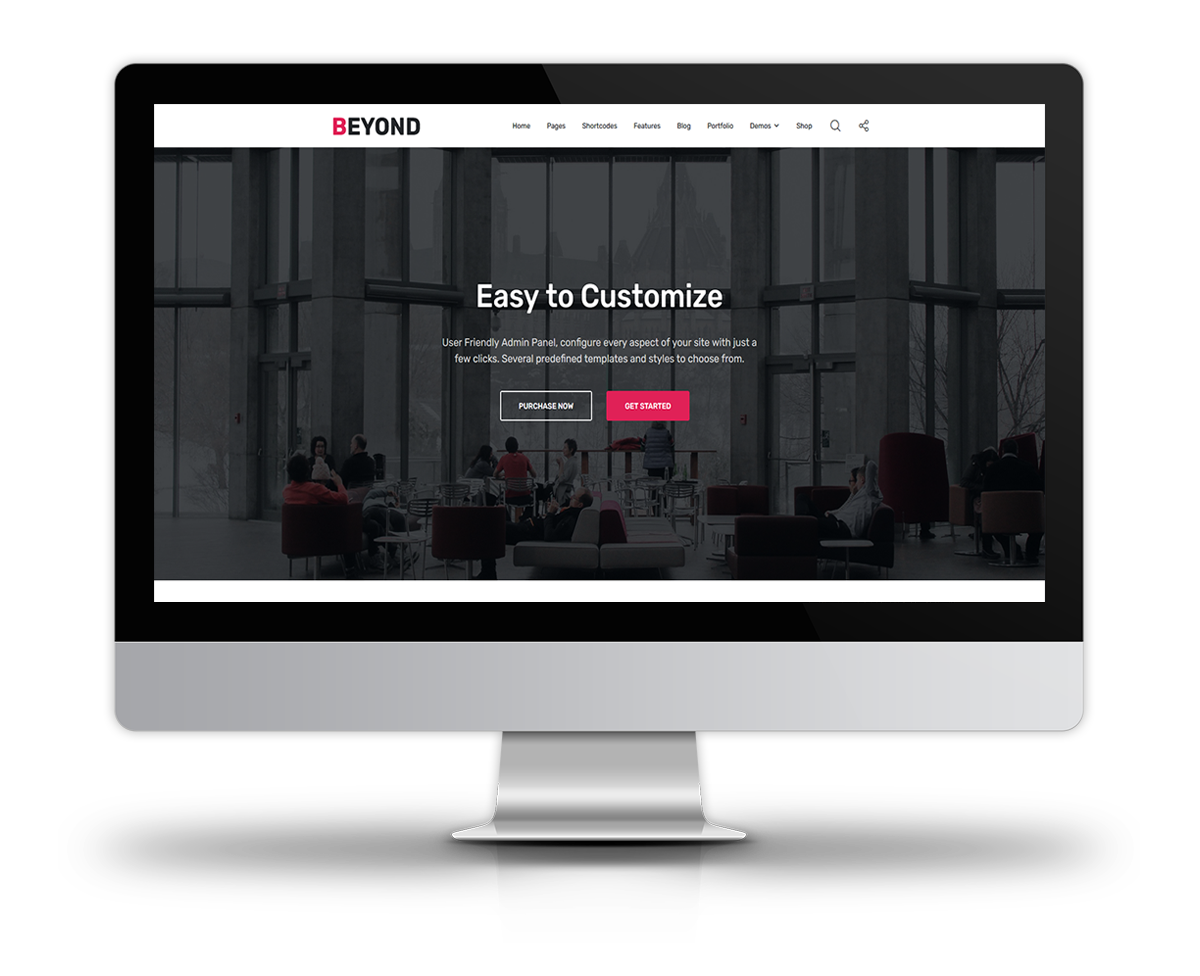 BEYOND
Home Pages Shortcodes Features Blog Portfolio Demos Shop
Easy to Customize
User Friendly Admin Panel, configure every aspect of your site with just a
few clicks. Several predefined templates and styles to choose from.
PURCHASE NOW GET STARTED